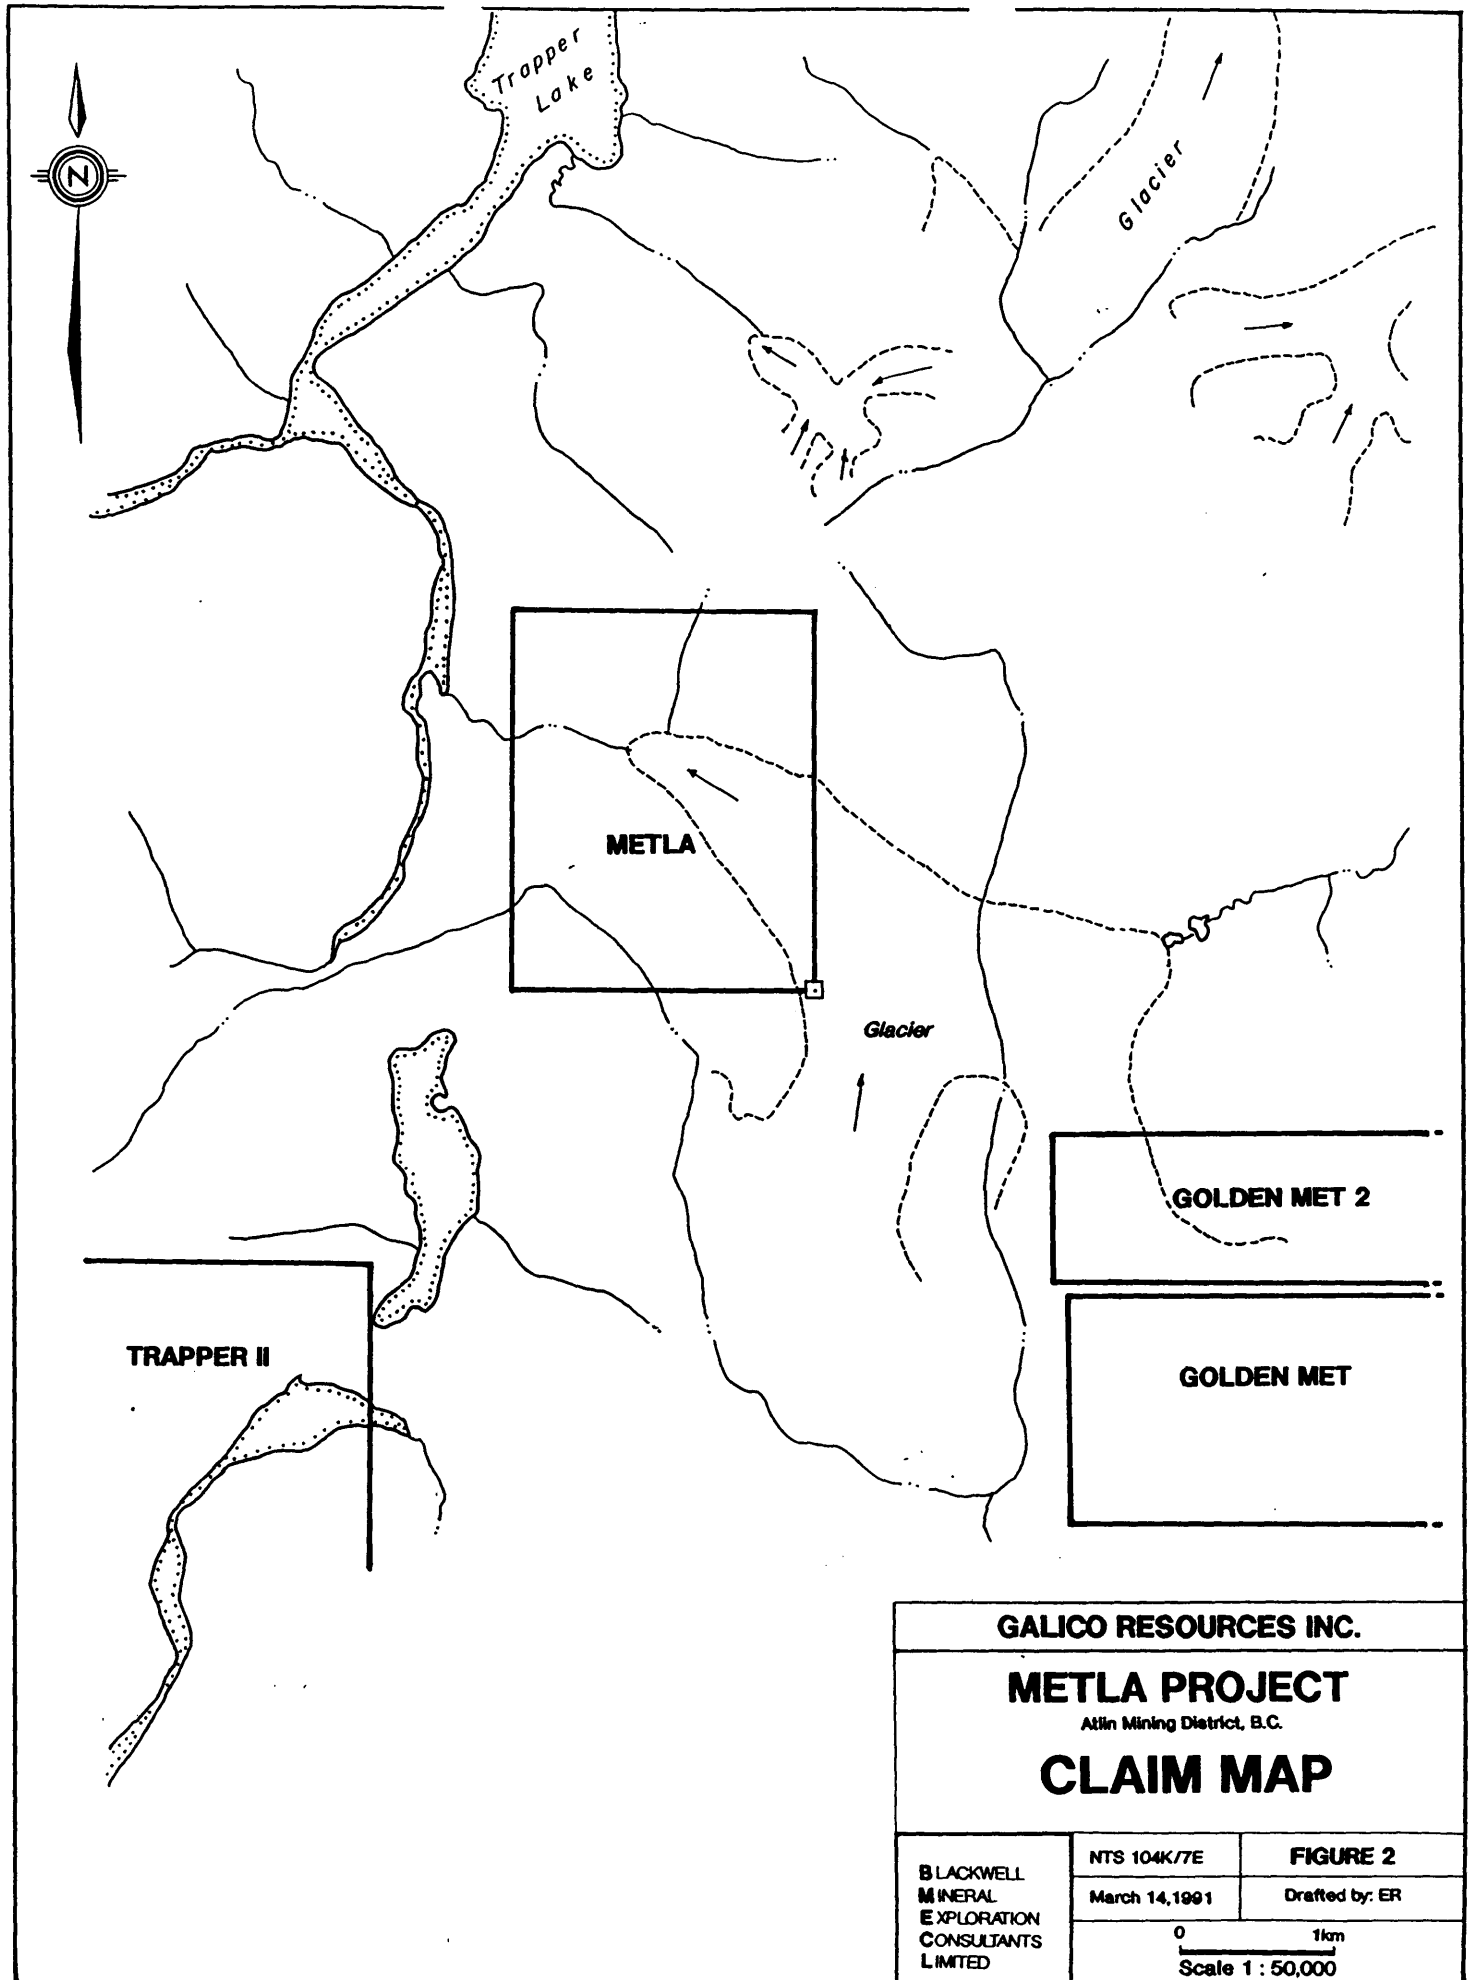 Trapper
Lake
Glacier
N
METLA
Glacier
GOLDEN MET 2
TRAPPER II
GOLDEN MET
GALICO RESOURCES INC.
METLA PROJECT
Atlin Mining District, B.C.
CLAIM MAP
BLACKWELL
MINERAL
EXPLORATION
CONSULTANTS
LIMITED
NTS 104K/7E
FIGURE 2
March 14,1991
Drafted by: ER
0 1km
Scale 1 : 50,000